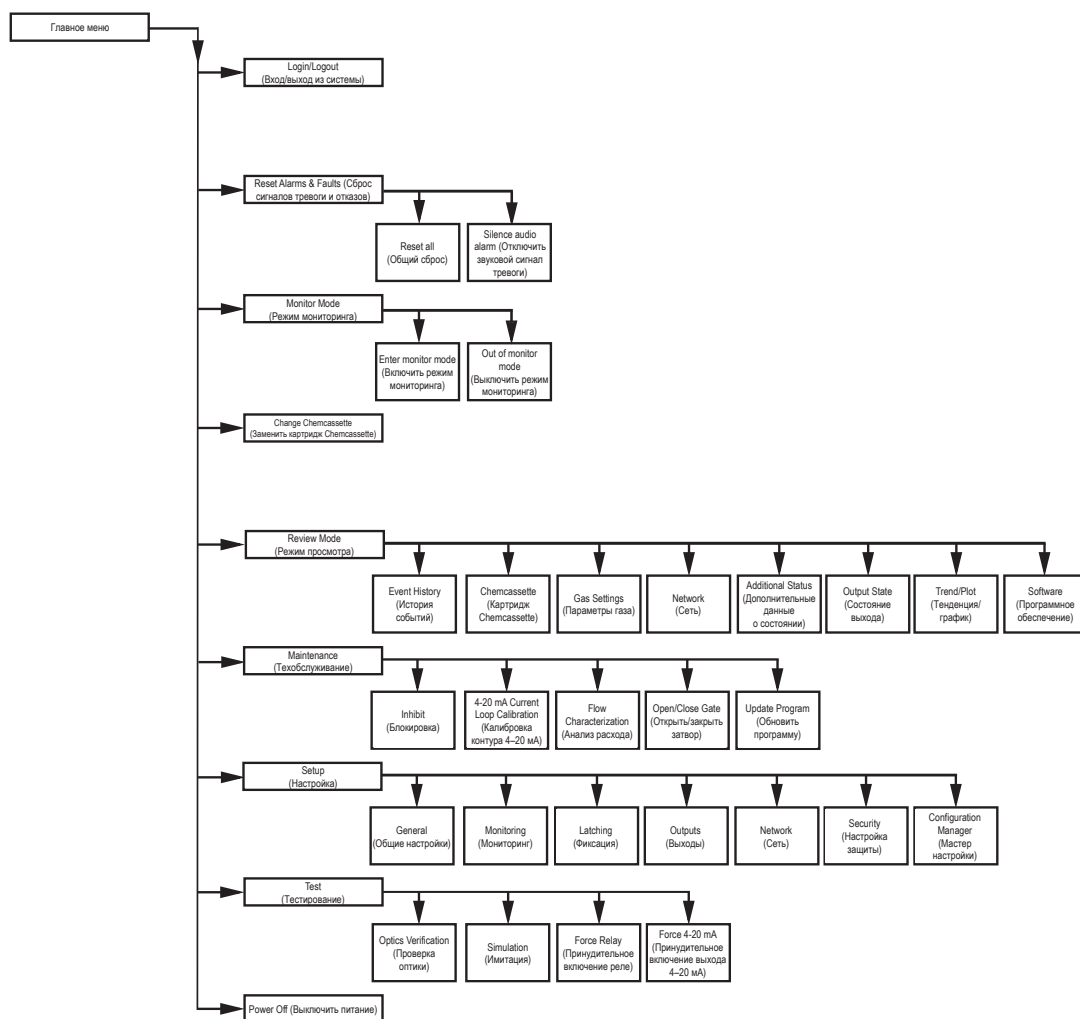 Главное меню
Login/Logout
(Вход/выход из системы)
Reset Alarms & Faults (Сброс
сигналов тревоги и отказов)
Reset all
(Общий сброс)
Silence audio
alarm (Отключить
звуковой сигнал
тревоги)
Monitor Mode
(Режим мониторинга)
Enter monitor mode
(Включить режим
мониторинга)
Out of monitor
mode
(Выключить режим
мониторинга)
Change Chemcassette
(Заменить картридж Chemcassette)
Review Mode
(Режим просмотра)
Event History
(История
событий)
Chemcassette
(Картридж
Chemcassette)
Gas Settings
(Параметры газа)
Network
(Сеть)
Additional Status
(Дополнительные
данные
о состоянии)
Output State
(Состояние
выхода)
Trend/Plot
(Тенденция/
график)
Software
(Программное
обеспечение)
Maintenance
(Техобслуживание)
Inhibit
(Блокировка)
4-20 mA Current
Loop Calibration
(Калибровка
контура 4–20 мА)
Flow
Characterization
(Анализ расхода)
Open/Close Gate
(Открыть/закрыть
затвор)
Update Program
(Обновить
программу)
Setup
(Настройка)
General
(Общие настройки)
Monitoring
(Мониторинг)
Latching
(Фиксация)
Outputs
(Выходы)
Network
(Сеть)
Security
(Настройка
защиты)
Configuration
Manager
(Мастер
настройки)
Test
(Тестирование)
Optics Verification
(Проверка
оптики)
Simulation
(Имитация)
Force Relay
(Принудительное
включение реле)
Force 4-20 mA
(Принудительное
включение выхода
4–20 мА)
Power Off (Выключить питание)